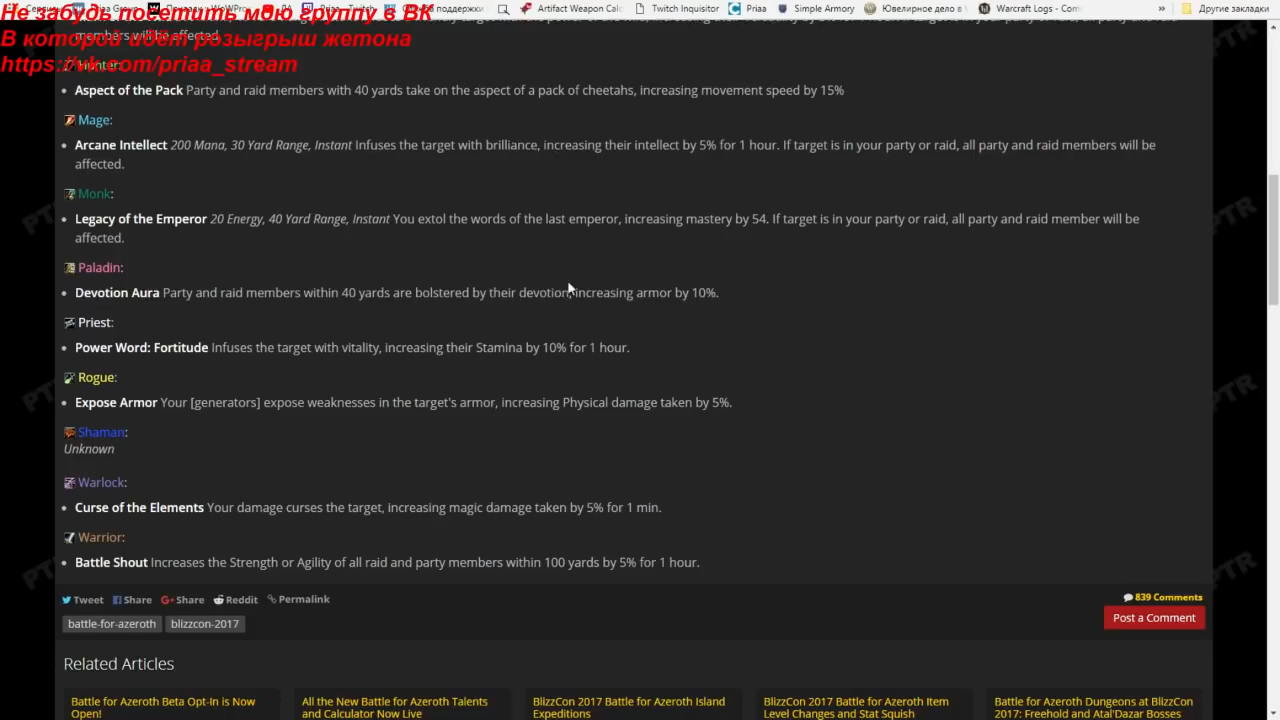 Не забудь посетить мою группу в ВК
Artifact Weapon Calc
Twitch Inquisitor
Priaa
Simple Armory
Ювелирное дело в
Warcraft Logs - Com
»
Другие закладки
В которой идет розыгрыш жетона
members will be affected.
https://vk.com/priaa_stream
Hunter:
Aspect of the Pack Party and raid members with 40 yards take on the aspect of a pack of cheetahs, increasing movement speed by 15%
Mage:
Arcane Intellect 200 Mana, 30 Yard Range, Instant Infuses the target with brilliance, increasing their intellect by 5% for 1 hour. If target is in your party or raid, all party and raid members will be
affected.
Monk:
Legacy of the Emperor 20 Energy, 40 Yard Range, Instant You extol the words of the last emperor, increasing mastery by 54. If target is in your party or raid, all party and raid member will be
affected.
Paladin:
Devotion Aura Party and raid members within 40 yards are bolstered by their devotion, increasing armor by 10%.
Priest:
Power Word: Fortitude Infuses the target with vitality, increasing their Stamina by 10% for 1 hour.
Rogue:
Expose Armor Your [generators] expose weaknesses in the target's armor, increasing Physical damage taken by 5%.
Shaman:
Unknown
Warlock:
Curse of the Elements Your damage curses the target, increasing magic damage taken by 5% for 1 min.
Warrior:
Battle Shout Increases the Strength or Agility of all raid and party members within 100 yards by 5% for 1 hour.
Tweet Share Share Reddit Permalink
839 Comments
Post a Comment
battle-for-azeroth blizzcon-2017
Related Articles
Battle for Azeroth Beta Opt-In is Now
Open!
All the New Battle for Azeroth Talents
and Calculator Now Live
BlizzCon 2017 Battle for Azeroth Island
Expeditions
BlizzCon 2017 Battle for Azeroth Item
Level Changes and Stat Squish
Battle for Azeroth Dungeons at BlizzCon
2017: Freehold and Atal'Dazar Bosses